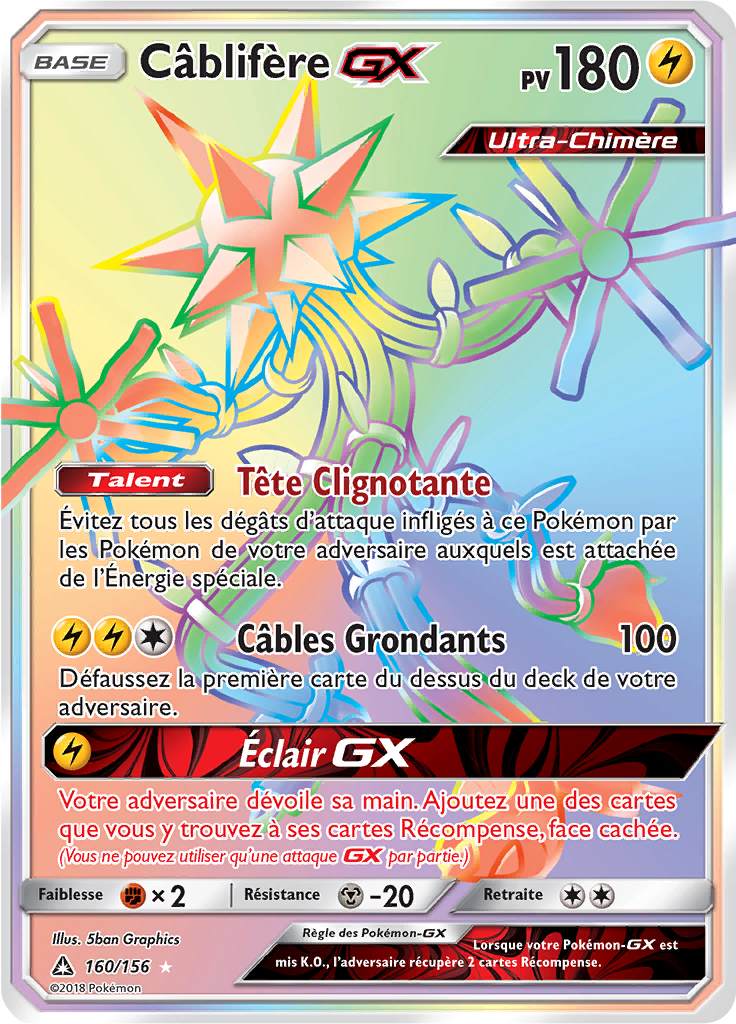 BASE Câblifère GX PV 180
Ultra-Chimère
Talent Tête Clignotante
Évitez tous les dégâts d'attaque infligés à ce Pokémon par
les Pokémon de votre adversaire auxquels est attachée
de l'Énergie spéciale.
Câbles Grondants 100
Défaussez la première carte du dessus du deck de votre
adversaire.
Éclair GX
Votre adversaire dévoile sa main. Ajoutez une des cartes
que vous y trouvez à ses cartes Récompense, face cachée.
(Vous ne pouvez utiliser qu'une attaque GX par partie.)
Faiblesse × 2 Résistance -20 Retraite
Illus. 5ban Graphics
160/156
©2018 Pokémon
Règle des Pokémon-GX
Lorsque votre Pokémon-GX est
mis K.O., l'adversaire récupère 2 cartes Récompense.